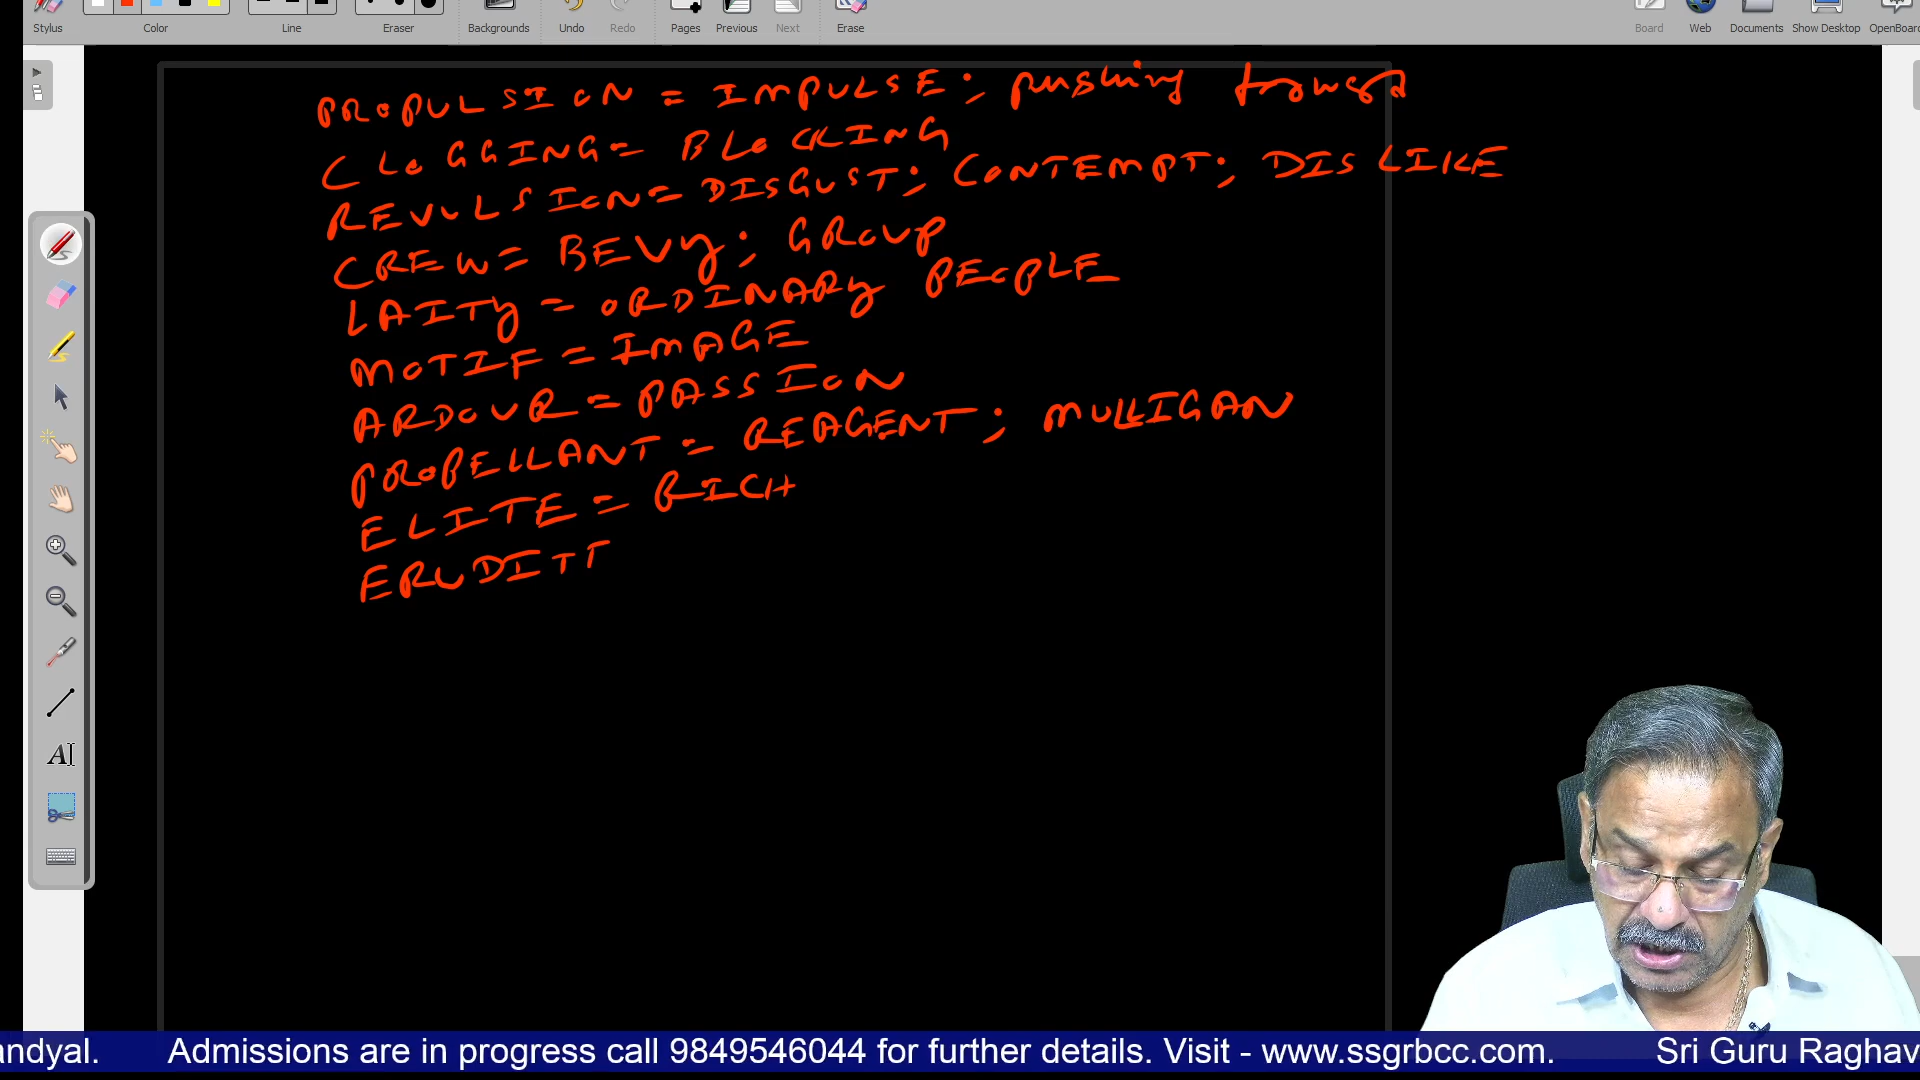 Stylus Color Line Eraser Backgrounds Undo Redo Pages Previous Next Erase Board Web Documents Show Desktop OpenBoard
PROPULSION = IMPULSE; pushing forward
CLOGGING = BLOCKING
REVULSION = DISGUST; CONTEMPT; DISLIKE
CREW = BEVY; GROUP
LAITY = ORDINARY PEOPLE
MOTIF = IMAGE
ARDOUR = PASSION
PROPELLANT = REAGENT; MULLIGAN
ELITE = RICH
ERUDITE
andyal. Admissions are in progress call 9849546044 for further details. Visit - www.ssgrbcc.com. Sri Guru Raghav